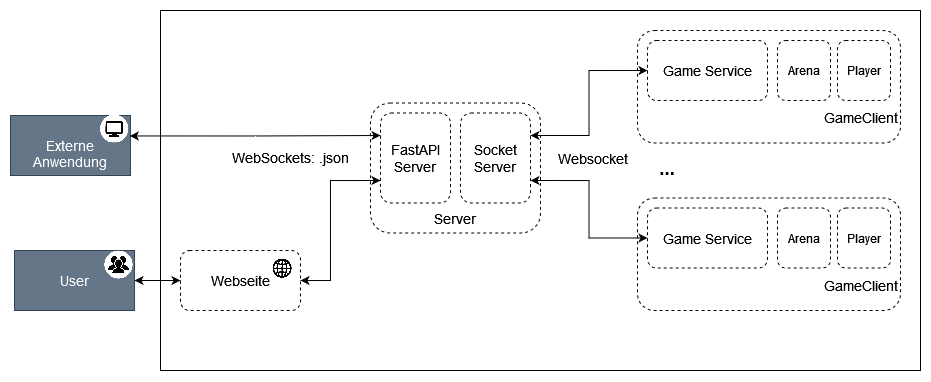 Game Service
Arena
Player
GameClient
Externe
Anwendung
WebSockets: .json
FastAPI
Server
Socket
Server
Server
Websocket
...
Game Service
Arena
Player
GameClient
User
Webseite